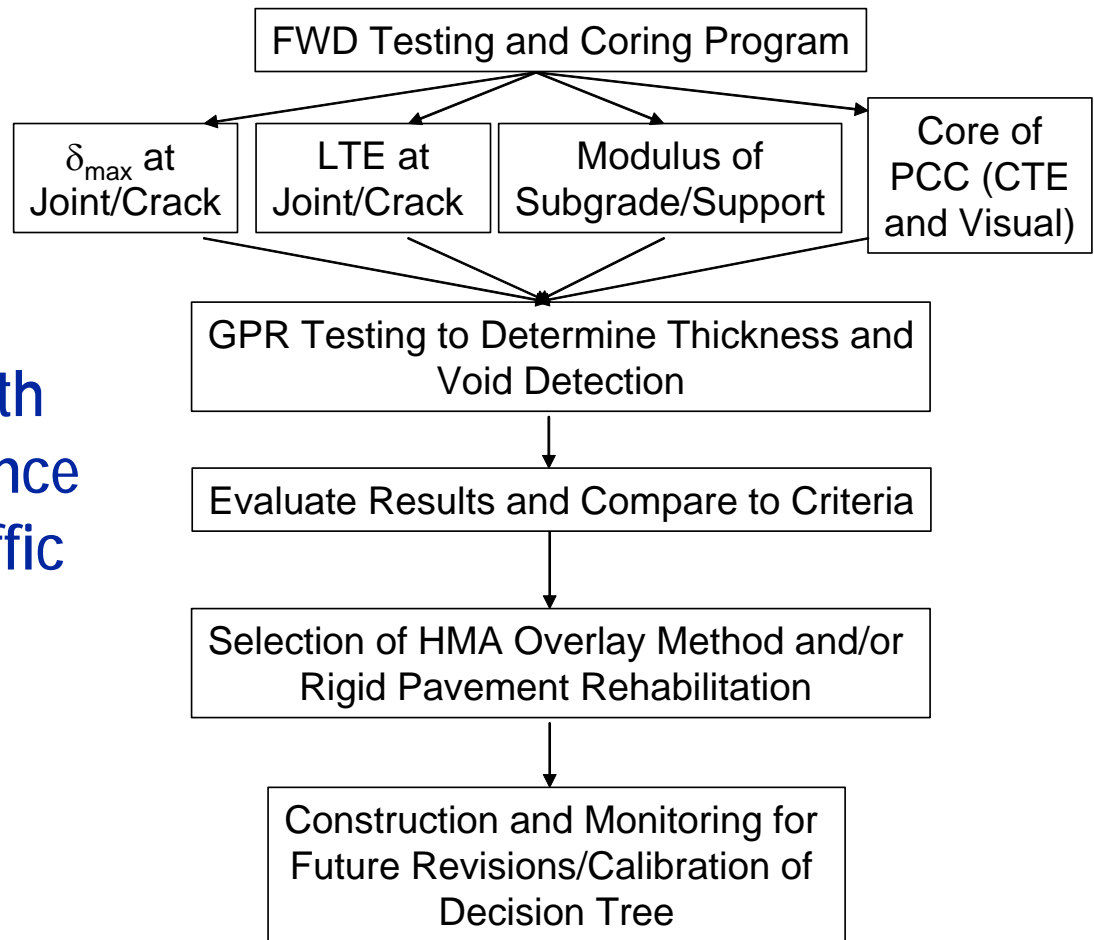 FWD Testing and Coring Program
δmax at
Joint/Crack
LTE at
Joint/Crack
Modulus of
Subgrade/Support
Core of
PCC (CTE
and Visual)
GPR Testing to Determine Thickness and
Void Detection
Evaluate Results and Compare to Criteria
Selection of HMA Overlay Method and/or
Rigid Pavement Rehabilitation
Construction and Monitoring for
Future Revisions/Calibration of
Decision Tree